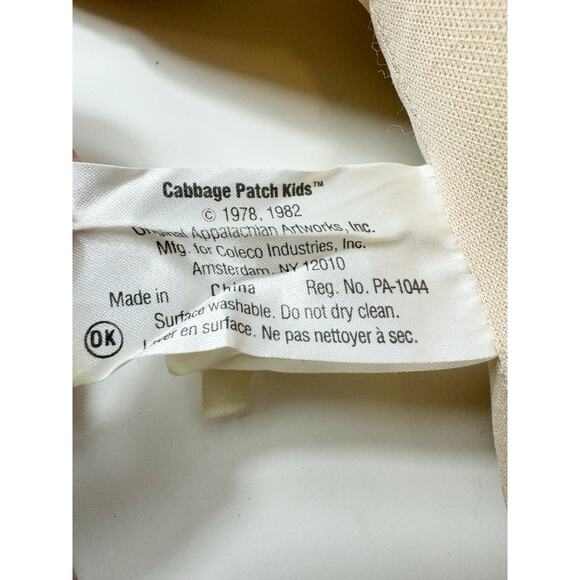 Cabbage Patch Kids™
© 1978, 1982
Appalachian Artworks, Inc.
Mfg. for Coleco Industries, Inc.
Amsterdam, NY 12010
Made in China Reg. No. PA-1044
Surface washable. Do not dry clean.
OK en surface. Ne pas nettoyer à sec.